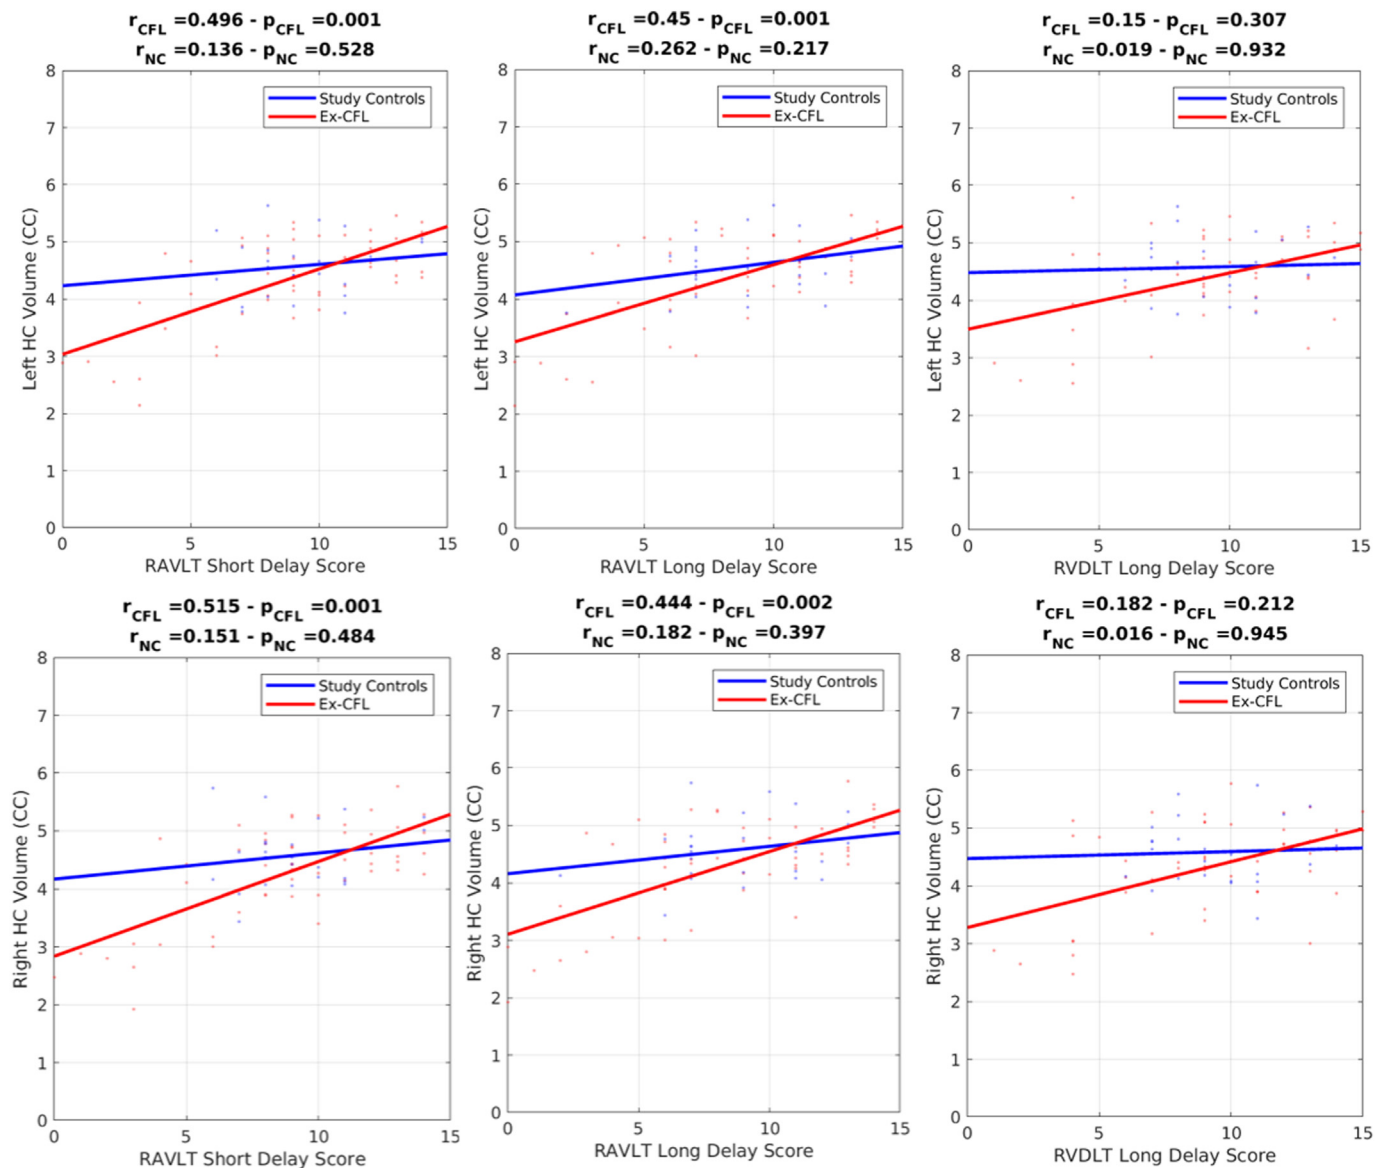 r_CFL =0.496 - p_CFL =0.001
r_NC =0.136 - p_NC =0.528
8
7
6
5
4
3
2
1
0
Left HC Volume (CC)
Study Controls
Ex-CFL
0 5 10 15
RAVLT Short Delay Score
r_CFL =0.45 - p_CFL =0.001
r_NC =0.262 - p_NC =0.217
8
7
6
5
4
3
2
1
0
Left HC Volume (CC)
Study Controls
Ex-CFL
0 5 10 15
RAVLT Long Delay Score
r_CFL =0.15 - p_CFL =0.307
r_NC =0.019 - p_NC =0.932
8
7
6
5
4
3
2
1
0
Left HC Volume (CC)
Study Controls
Ex-CFL
0 5 10 15
RVDLT Long Delay Score
r_CFL =0.515 - p_CFL =0.001
r_NC =0.151 - p_NC =0.484
8
7
6
5
4
3
2
1
0
Right HC Volume (CC)
Study Controls
Ex-CFL
0 5 10 15
RAVLT Short Delay Score
r_CFL =0.444 - p_CFL =0.002
r_NC =0.182 - p_NC =0.397
8
7
6
5
4
3
2
1
0
Right HC Volume (CC)
Study Controls
Ex-CFL
0 5 10 15
RAVLT Long Delay Score
r_CFL =0.182 - p_CFL =0.212
r_NC =0.016 - p_NC =0.945
8
7
6
5
4
3
2
1
0
Right HC Volume (CC)
Study Controls
Ex-CFL
0 5 10 15
RVDLT Long Delay Score